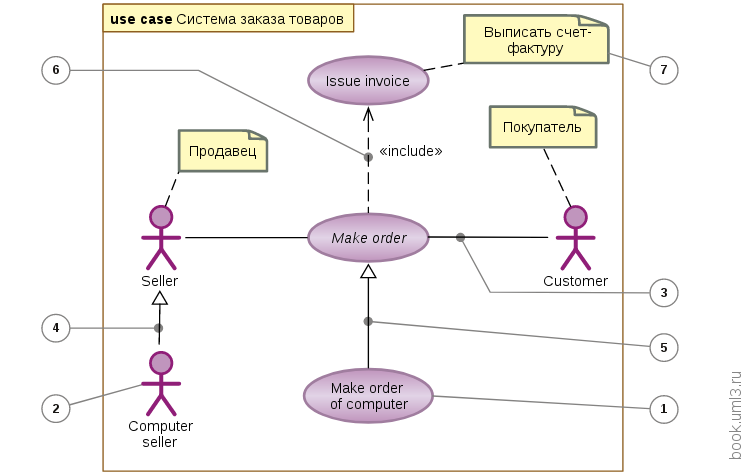 use case Система заказа товаров
Выписать счет-
фактуру
6
7
Issue invoice
Покупатель
«include»
Продавец
Make order
Seller
Customer
3
4
5
Make order
of computer
2
1
Computer
seller
book.uml3.ru